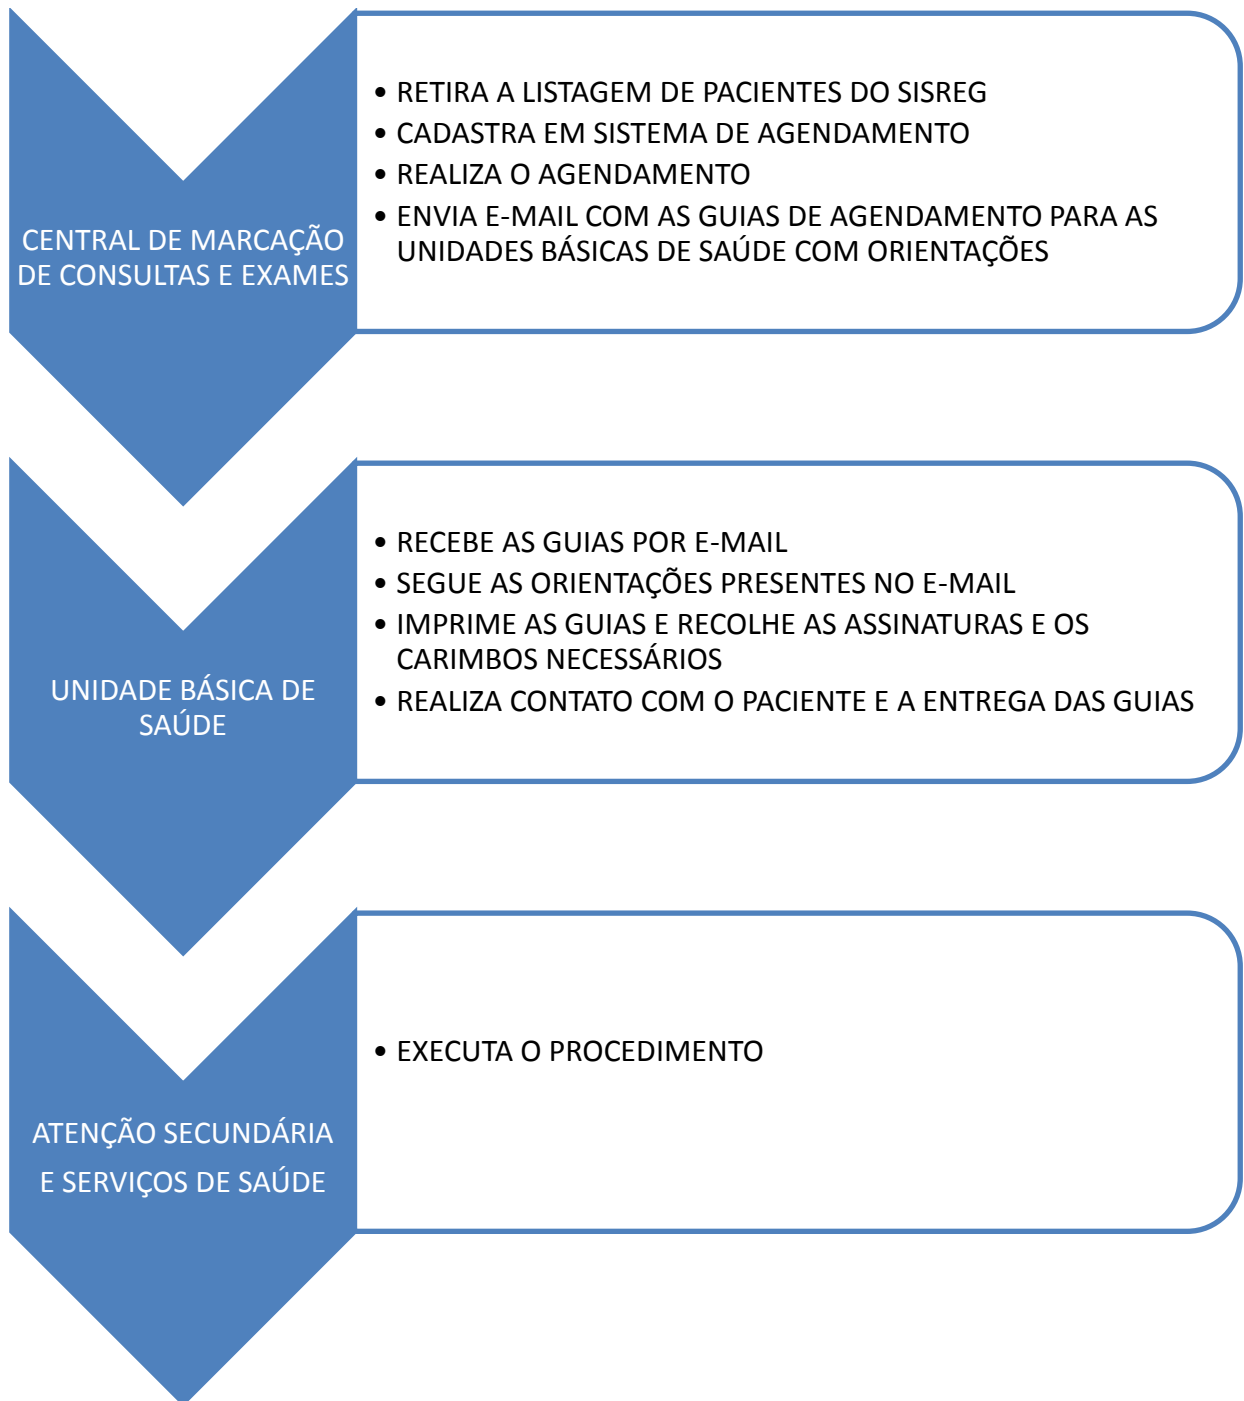 CENTRAL DE MARCAÇÃO
DE CONSULTAS E EXAMES
• RETIRA A LISTAGEM DE PACIENTES DO SISREG
• CADASTRA EM SISTEMA DE AGENDAMENTO
• REALIZA O AGENDAMENTO
• ENVIA E-MAIL COM AS GUIAS DE AGENDAMENTO PARA AS
UNIDADES BÁSICAS DE SAÚDE COM ORIENTAÇÕES
UNIDADE BÁSICA DE
SAÚDE
• RECEBE AS GUIAS POR E-MAIL
• SEGUE AS ORIENTAÇÕES PRESENTES NO E-MAIL
• IMPRIME AS GUIAS E RECOLHE AS ASSINATURAS E OS
CARIMBOS NECESSÁRIOS
• REALIZA CONTATO COM O PACIENTE E A ENTREGA DAS GUIAS
ATENÇÃO SECUNDÁRIA
E SERVIÇOS DE SAÚDE
• EXECUTA O PROCEDIMENTO